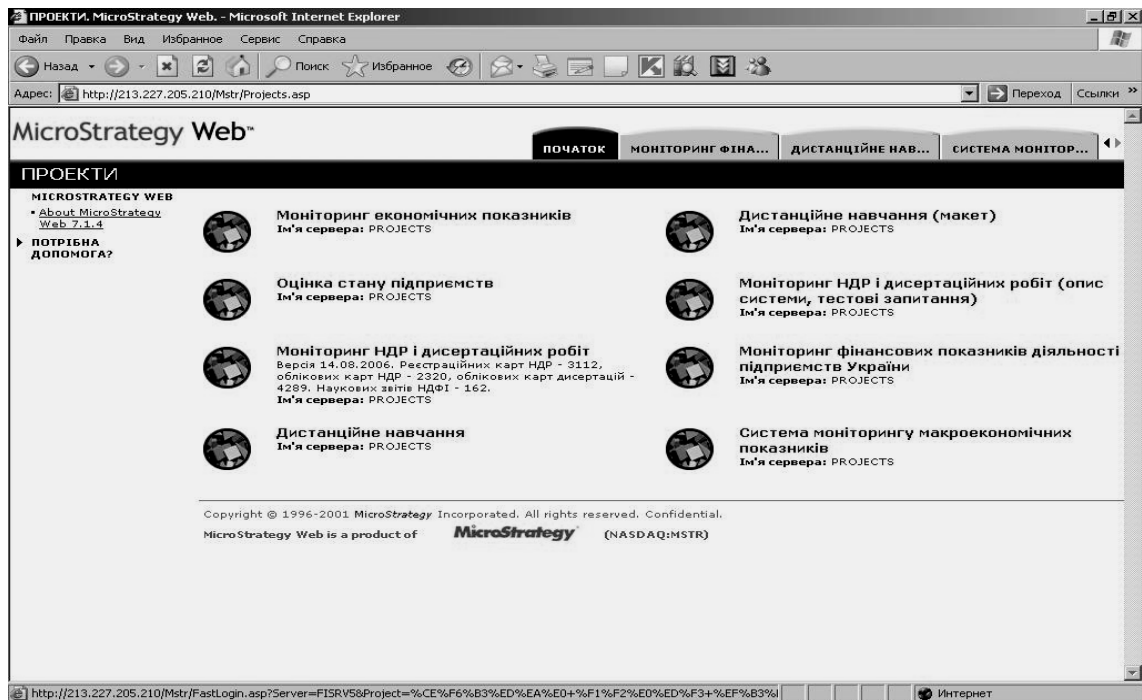 ПРОЕКТИ. MicroStrategy Web. - Microsoft Internet Explorer
Файл Правка Вид Избранное Сервис Справка
Назад Поиск Избранное
Адрес: http://213.227.205.210/Mstr/Projects.asp Переход Ссылки »
MicroStrategy Web™
ПОЧАТОК МОНІТОРИНГ ФІНА... ДИСТАНЦІЙНЕ НАВ... СИСТЕМА МОНІТОР...
ПРОЕКТИ
MICROSTRATEGY WEB
• About MicroStrategy
Web 7.1.4
ПОТРІБНА
ДОПОМОГА?
Моніторинг економічних показників
Ім'я сервера: PROJECTS
Оцінка стану підприємств
Ім'я сервера: PROJECTS
Моніторинг НДР і дисертаційних робіт
Версія 14.08.2006. Реєстраційних карт НДР - 3112,
облікових карт НДР - 2320, облікових карт дисертацій -
4289. Наукових звітів НДФІ - 162.
Ім'я сервера: PROJECTS
Дистанційне навчання
Ім'я сервера: PROJECTS
Дистанційне навчання (макет)
Ім'я сервера: PROJECTS
Моніторинг НДР і дисертаційних робіт (опис
системи, тестові запитання)
Ім'я сервера: PROJECTS
Моніторинг фінансових показників діяльності
підприємств України
Ім'я сервера: PROJECTS
Система моніторингу макроекономічних
показників
Ім'я сервера: PROJECTS
Copyright © 1996-2001 MicroStrategy Incorporated. All rights reserved. Confidential.
MicroStrategy Web is a product of MicroStrategy (NASDAQ:MSTR)
http://213.227.205.210/Mstr/FastLogin.asp?Server=FISRV5&Project=%CE%F6%B3%ED%EA%E0+%F1%F2%E0%ED%F3+%EF%B3%l Интернет